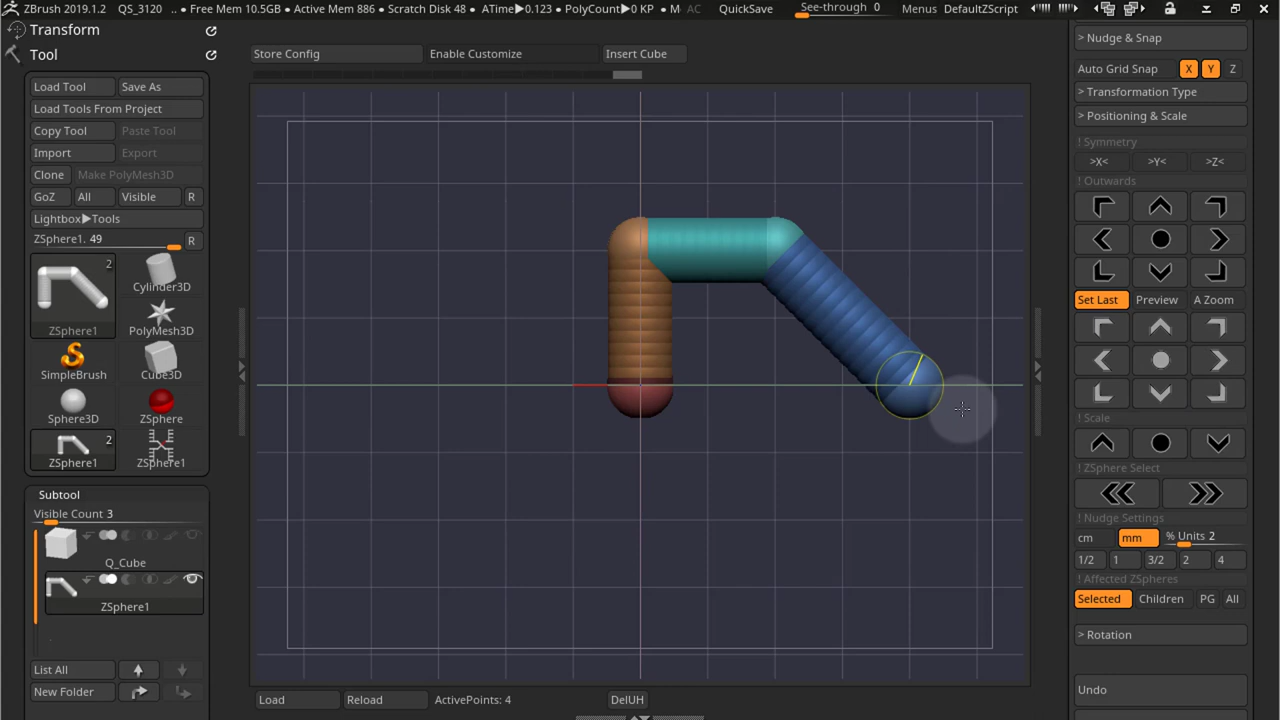 ZBrush 2019.1.2 QS_3120 .. • Free Mem 10.5GB • Active Mem 886 • Scratch Disk 48 • ATime▶0.123 • PolyCount▶0 KP • M AC QuickSave See-through 0 Menus DefaultZScript
Transform
Tool
Load Tool Save As
Load Tools From Project
Copy Tool Paste Tool
Import Export
Clone Make PolyMesh3D
GoZ All Visible R
Lightbox▶Tools
ZSphere1. 49 R
2
ZSphere1
Cylinder3D
PolyMesh3D
SimpleBrush
Cube3D
Sphere3D
ZSphere
2
ZSphere1
ZSphere1
Subtool
Visible Count 3
Q_Cube
ZSphere1
List All
New Folder
Store Config Enable Customize Insert Cube
Load Reload ActivePoints: 4 DelUH
> Nudge & Snap
Auto Grid Snap X Y Z
> Transformation Type
> Positioning & Scale
! Symmetry
>X< >Y< >Z<
! Outwards
Set Last Preview A Zoom
! Scale
! ZSphere Select
! Nudge Settings
cm mm % Units 2
1/2 1 3/2 2 4
! Affected ZSpheres
Selected Children PG All
> Rotation
Undo